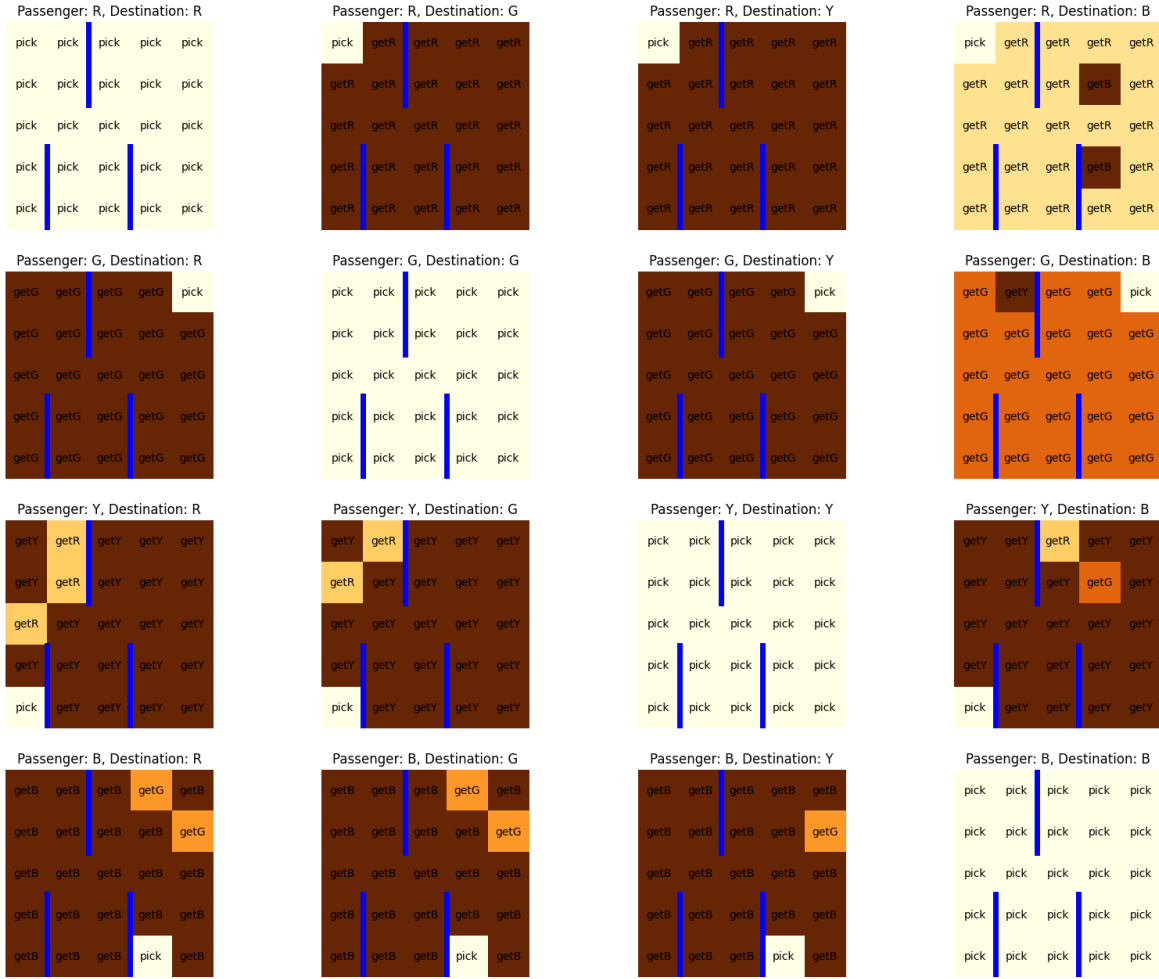 Passenger: R, Destination: R Passenger: R, Destination: G Passenger: R, Destination: Y Passenger: R, Destination: B
pick pick pick pick pick pick getR getR getR getR pick getR getR getR getR pick getR getR getR getR
pick pick pick pick pick getR getR getR getR getR getR getR getR getR getR getR getR getR getB getR
pick pick pick pick pick getR getR getR getR getR getR getR getR getR getR getR getR getR getR getR
pick pick pick pick pick getR getR getR getR getR getR getR getR getR getR getR getR getR getB getR
pick pick pick pick pick getR getR getR getR getR getR getR getR getR getR getR getR getR getR getR
Passenger: G, Destination: R Passenger: G, Destination: G Passenger: G, Destination: Y Passenger: G, Destination: B
getG getG getG getG pick pick pick pick pick pick getG getG getG getG pick getG getY getG getG pick
getG getG getG getG getG pick pick pick pick pick getG getG getG getG getG getG getG getG getG getG
getG getG getG getG getG pick pick pick pick pick getG getG getG getG getG getG getG getG getG getG
getG getG getG getG getG pick pick pick pick pick getG getG getG getG getG getG getG getG getG getG
getG getG getG getG getG pick pick pick pick pick getG getG getG getG getG getG getG getG getG getG
Passenger: Y, Destination: R Passenger: Y, Destination: G Passenger: Y, Destination: Y Passenger: Y, Destination: B
getY getR getY getY getY getY getR getY getY getY pick pick pick pick pick getY getY getR getY getY
getY getR getY getY getY getR getY getY getY getY pick pick pick pick pick getY getY getY getG getY
getR getY getY getY getY getY getY getY getY getY pick pick pick pick pick getY getY getY getY getY
getY getY getY getY getY getY getY getY getY getY pick pick pick pick pick getY getY getY getY getY
pick getY getY getY getY pick getY getY getY getY pick pick pick pick pick pick getY getY getY getY
Passenger: B, Destination: R Passenger: B, Destination: G Passenger: B, Destination: Y Passenger: B, Destination: B
getB getB getB getG getB getB getB getB getG getB getB getB getB getB getB pick pick pick pick pick
getB getB getB getB getG getB getB getB getB getG getB getB getB getB getG pick pick pick pick pick
getB getB getB getB getB getB getB getB getB getB getB getB getB getB getB pick pick pick pick pick
getB getB getB getB getB getB getB getB getB getB getB getB getB getB getB pick pick pick pick pick
getB getB getB pick getB getB getB getB pick getB getB getB getB pick getB pick pick pick pick pick